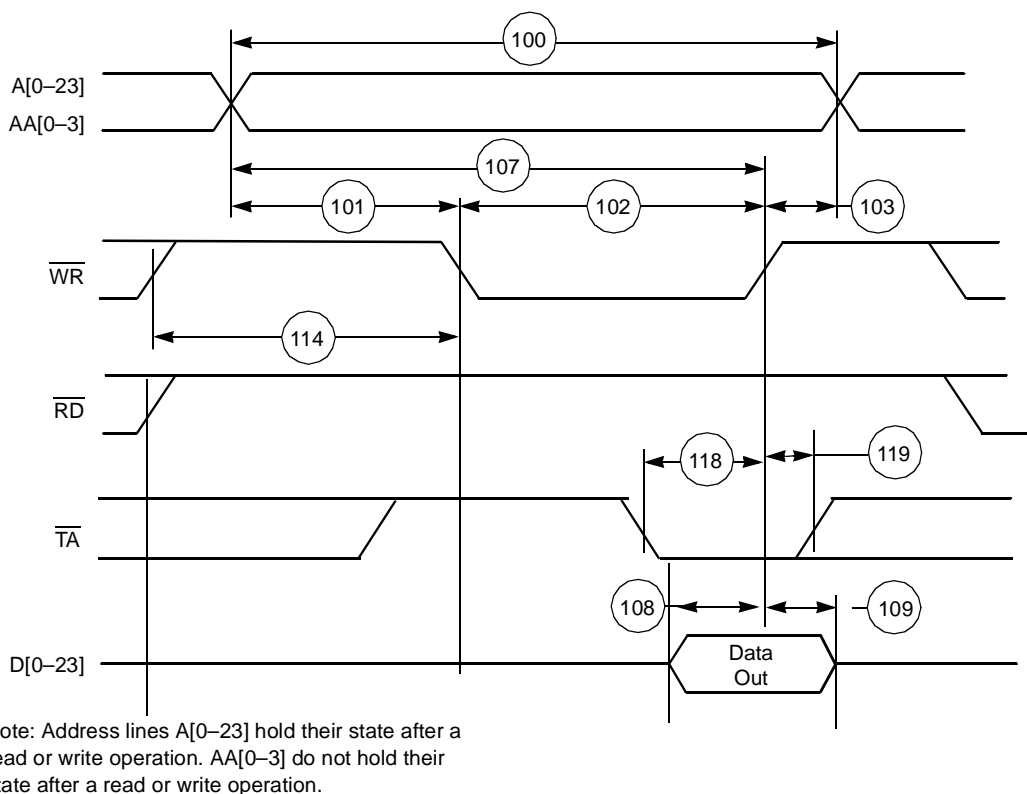 100
A[0–23]
AA[0–3]
107
101
102
103
WR
114
RD
118
119
TA
108
109
D[0–23]
Data
Out
ote: Address lines A[0–23] hold their state after a
ead or write operation. AA[0–3] do not hold their
tate after a read or write operation.